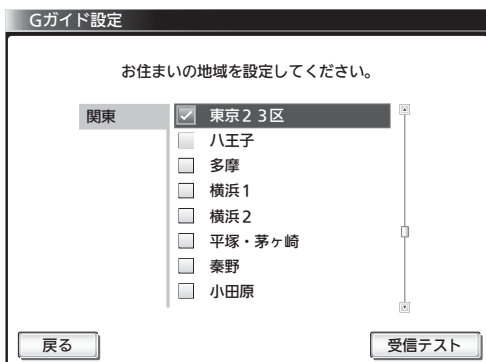 Gガイド設定
お住まいの地域を設定してください。
関東
東京２３区
八王子
多摩
横浜1
横浜2
平塚・茅ヶ崎
秦野
小田原
戻る
受信テスト